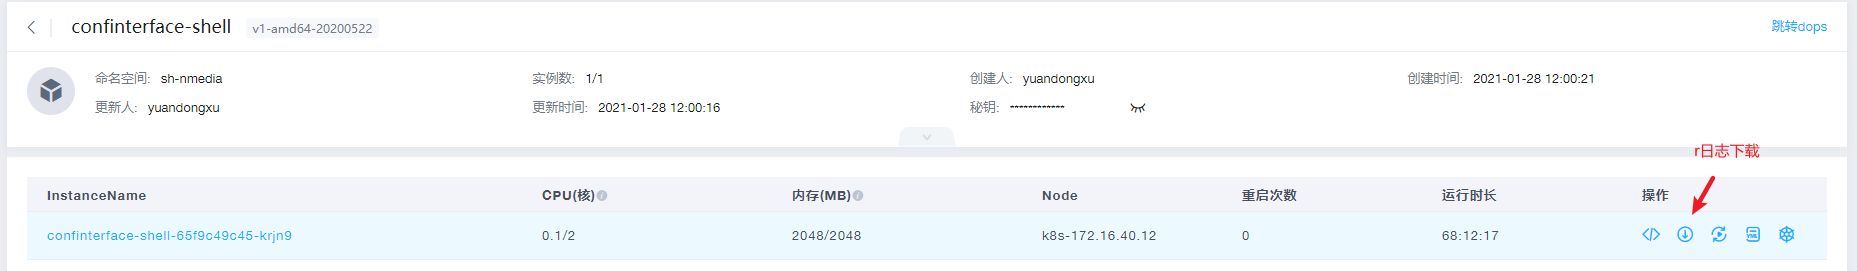 confinterface-shell v1-amd64-20200522 跳转dops
命名空间: sh-nmedia 实例数: 1/1 创建人: yuandongxu 创建时间: 2021-01-28 12:00:21
更新人: yuandongxu 更新时间: 2021-01-28 12:00:16 秘钥: ************
r日志下载
InstanceName CPU(核) 内存(MB) Node 重启次数 运行时长 操作
confinterface-shell-65f9c49c45-krjn9 0.1/2 2048/2048 k8s-172.16.40.12 0 68:12:17 YML